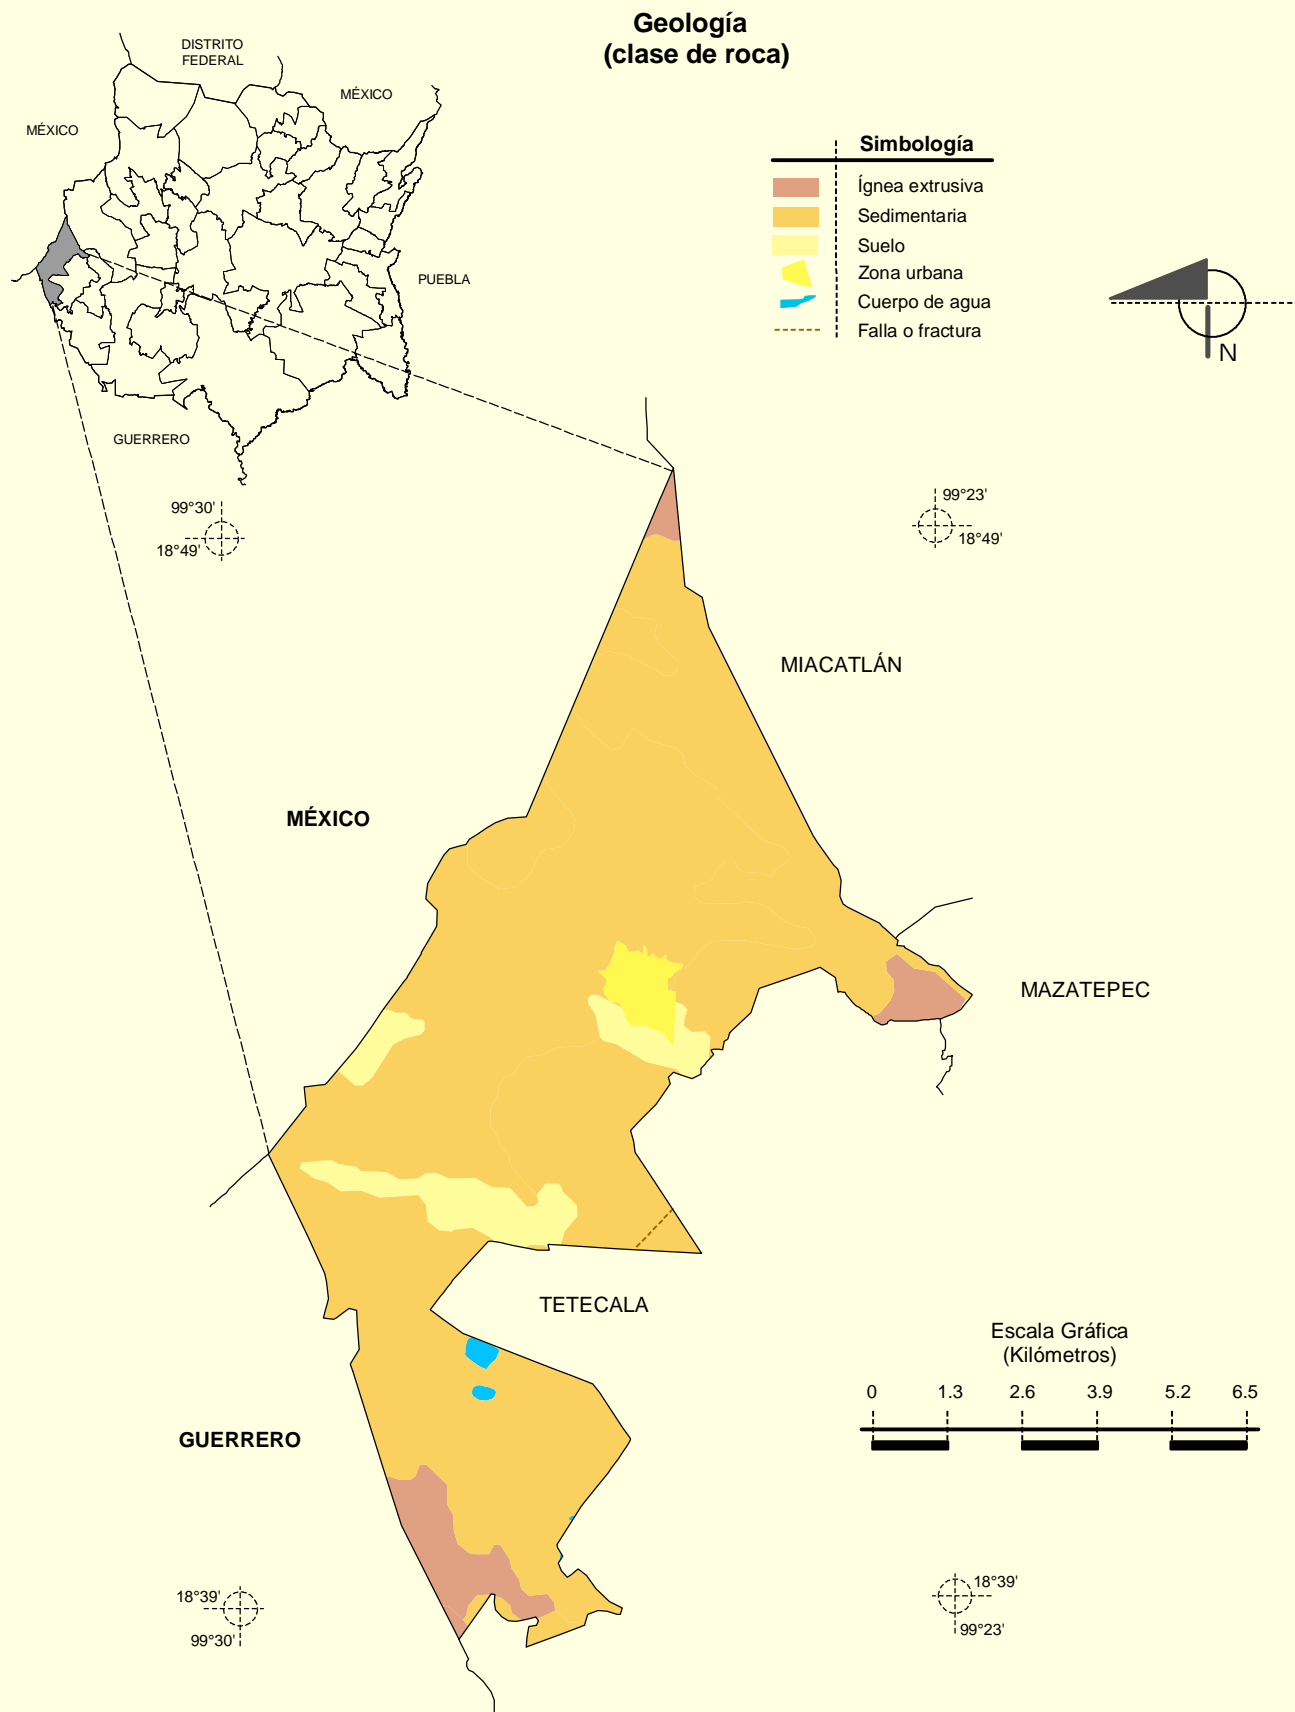 Geología
(clase de roca)
DISTRITO
FEDERAL
MÉXICO
MÉXICO
PUEBLA
GUERRERO
Simbología
Ígnea extrusiva
Sedimentaria
Suelo
Zona urbana
Cuerpo de agua
Falla o fractura
N
99°30'
18°49'
99°23'
18°49'
MIACATLÁN
MÉXICO
MAZATEPEC
TETECALA
GUERRERO
Escala Gráfica
(Kilómetros)
0 1.3 2.6 3.9 5.2 6.5
18°39'
99°30'
18°39'
99°23'